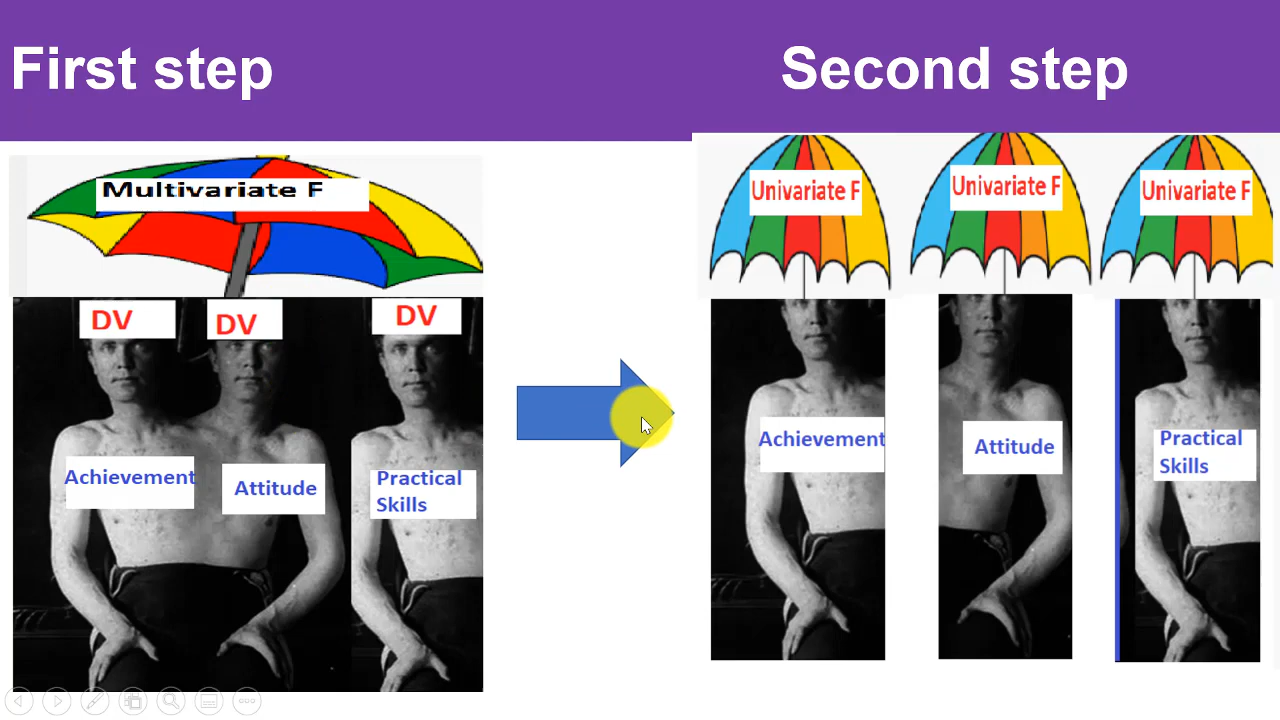 First step
Second step
Multivariate F
DV
DV
DV
Achievement
Attitude
Practical
Skills
Univariate F
Univariate F
Univariate F
Achievement
Attitude
Practical
Skills